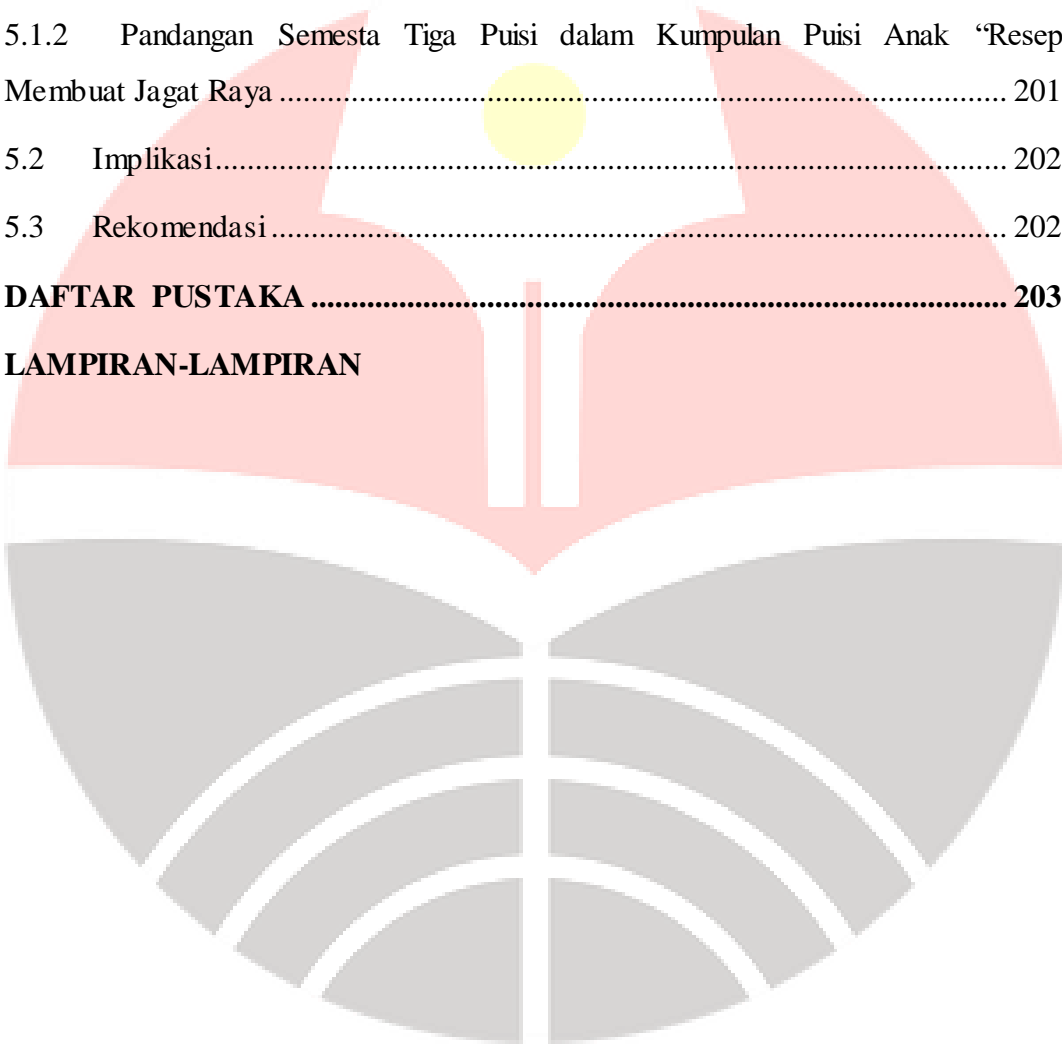 5.1.2 Pandangan Semesta Tiga Puisi dalam Kumpulan Puisi Anak “Resep
Membuat Jagat Raya ........................................................................................... 201
5.2 Implikasi................................................................................................... 202
5.3 Rekomendasi ............................................................................................ 202
DAFTAR PUSTAKA ....................................................................................... 203
LAMPIRAN-LAMPIRAN